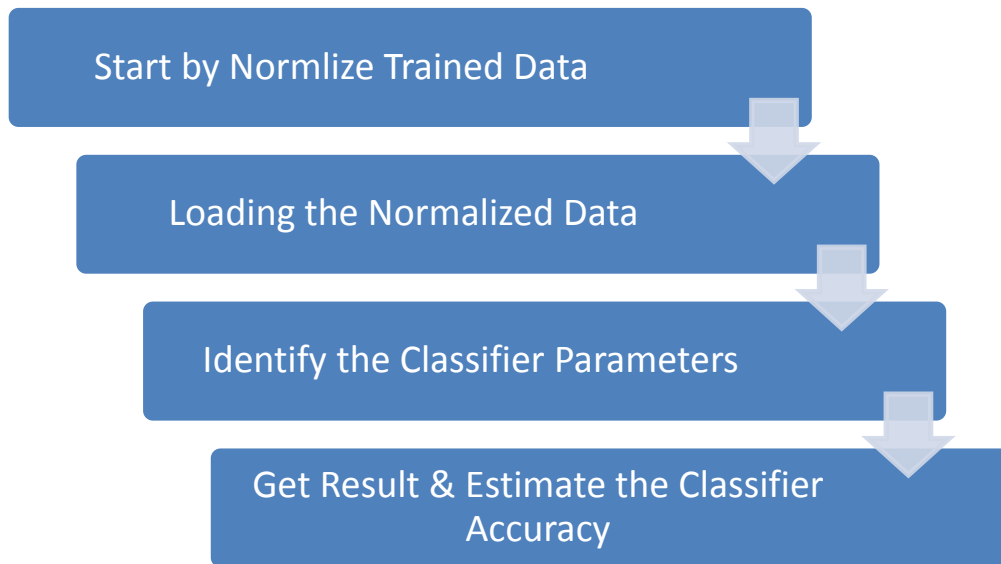 Start by Normlize Trained Data
Loading the Normalized Data
Identify the Classifier Parameters
Get Result & Estimate the Classifier
Accuracy